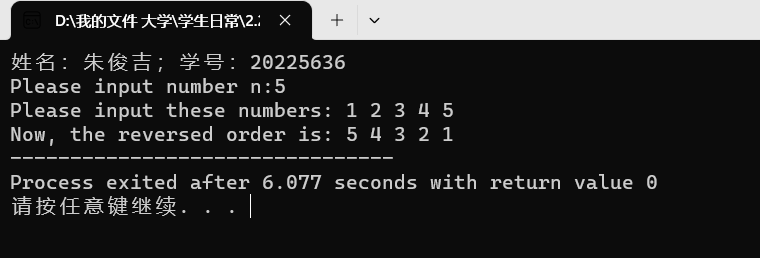 D:\我的文件 大学\学生日常\2.2
姓名: 朱俊吉; 学号: 20225636
Please input number n:5
Please input these numbers: 1 2 3 4 5
Now, the reversed order is: 5 4 3 2 1
--------------------------------
Process exited after 6.077 seconds with return value 0
请按任意键继续. . .